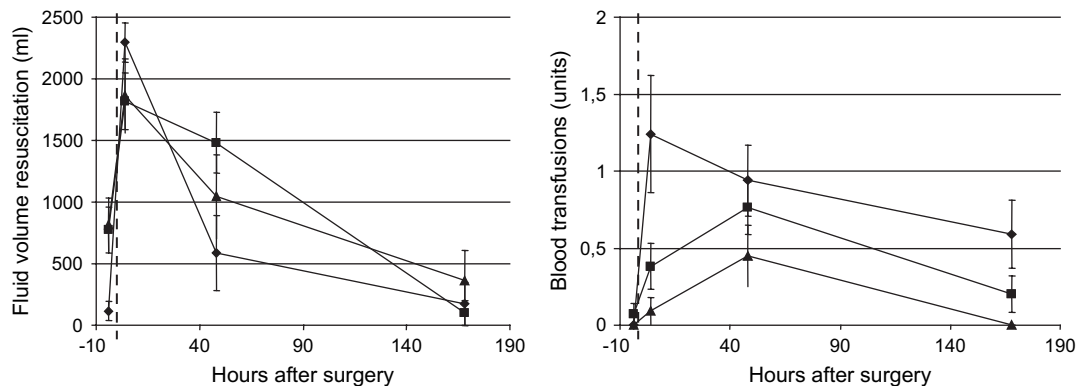 Fluid volume resuscitation (ml)
2500
2000
1500
1000
500
0
-10 40 90 140 190
Hours after surgery
Blood transfusions (units)
2
1,5
1
0,5
0
-10 40 90 140 190
Hours after surgery